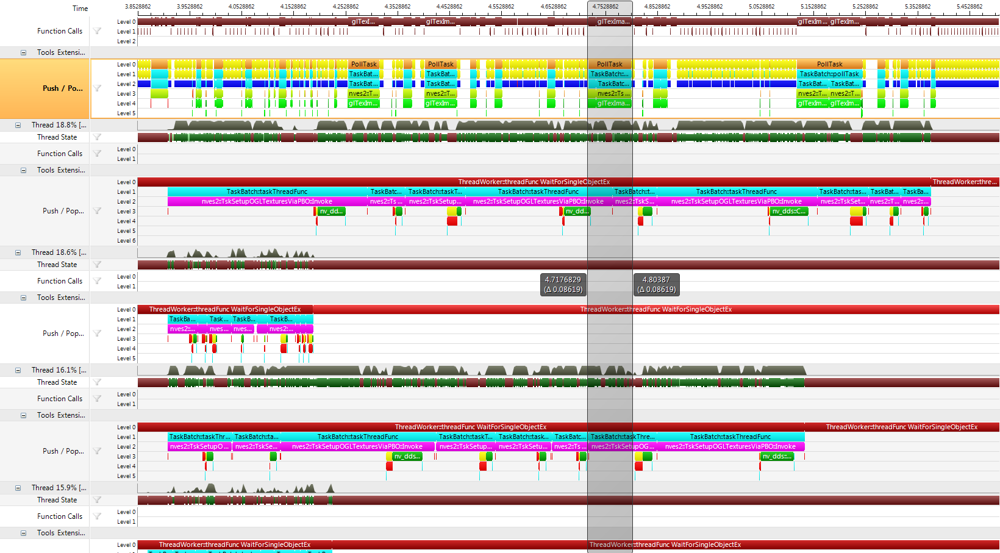 Time 3.8528862 3.9528862 4.0528862 4.1528862 4.2528862 4.3528862 4.4528862 4.5528862 4.6528862 4.7528862 4.8528862 4.9528862 5.0528862 5.1528862 5.2528862 5.3528862 5.4528862
Level 0 glTexI... glTexIm... glTexIma... glTexIm... glTexIm...
Function Calls Level 1
Level 2
Tools Extensi...
Level 0 PollTask PollTask PollTask PollTask
Level 1 TaskBat... TaskBat... TaskBatch::... TaskBatch::pollTask
Push / Po... Level 2 TaskBat... TaskBat... TaskBatc... TaskBat... TaskBat...
Level 3 nves2::T... nves2::T... nves2::Ts ... nves2::T... nves2::T...
Level 4 glTexIm... glTexIm... glTexIma... glTexIm... glTexIm...
Level 5
Thread 18.8% [...
Thread State
Function Calls Level 0
Level 1
Tools Extensi...
Level 0 ThreadWorker::threadFunc WaitForSingleObjectEx ThreadWorker::thre...
Level 1 TaskBatch::taskThreadFunc TaskBatc... TaskBatch::taskT... TaskBatch::taskThreadFunc TaskBatc... TaskBatch::taskThreadFunc TaskBatch::tas... TaskBat... TaskBa...
Level 2 nves2::TskSetupOGLTexturesViaPBO::Invoke nves2::Ts ... nves2::TskSetup... nves2::TskSetupOGLTexturesViaPBO::Invoke nves2::TskS... nves2::TskSetupOGLTexturesViaPBO::Invoke nves2::TskSet... nves2::T... nves2::...
Push / Pop... Level 3 nv_dd... nv_dd... nv_dds::C...
Level 4
Level 5
Level 6
Thread 18.6% [...
Thread State
Function Calls Level 0
Level 1
4.7176829 4.80387
(Δ 0.08619) (Δ 0.08619)
Tools Extensi...
Level 0 ThreadWorker::threadFunc WaitForSingleObjectEx ThreadWorker::threadFunc WaitForSingleObjectEx
Level 1 TaskBa... Task... TaskB... TaskB...
Push / Pop... Level 2 nves2::... nves... nves... nves2::...
Level 3
Level 4
Level 5
Thread 16.1% [...
Thread State
Function Calls Level 0
Level 1
Tools Extensi...
Level 0 ThreadWorker::threadFunc WaitForSingleObjectEx ThreadWorker::threadFunc WaitForSingleObjectEx
Level 1 TaskBatch::taskThr... TaskBatch::ta... TaskBatch::taskThreadFunc TaskBatch::taskT... TaskBatch::task... TaskBatc... TaskBatch::taskThre... TaskBatch::taskThreadFunc
Push / Pop... Level 2 nves2::TskSetupO... nves2::TskSe... nves2::TskSetupOGLTexturesViaPBO::Invoke nves2::TskSetup... nves2::TskSetu... nves2::Ts ... nves2::TskSetupOG... nves2::TskSetupOGLTexturesViaPBO::Invoke
Level 3 nv_dds... nv_dds::...
Level 4
Level 5
Thread 15.9% [...
Thread State
Function Calls Level 0
Level 1
Tools Extensi...
Level 0 ThreadWorker::threadFunc WaitForSingleObjectEx ThreadWorker::threadFunc WaitForSingleObjectEx